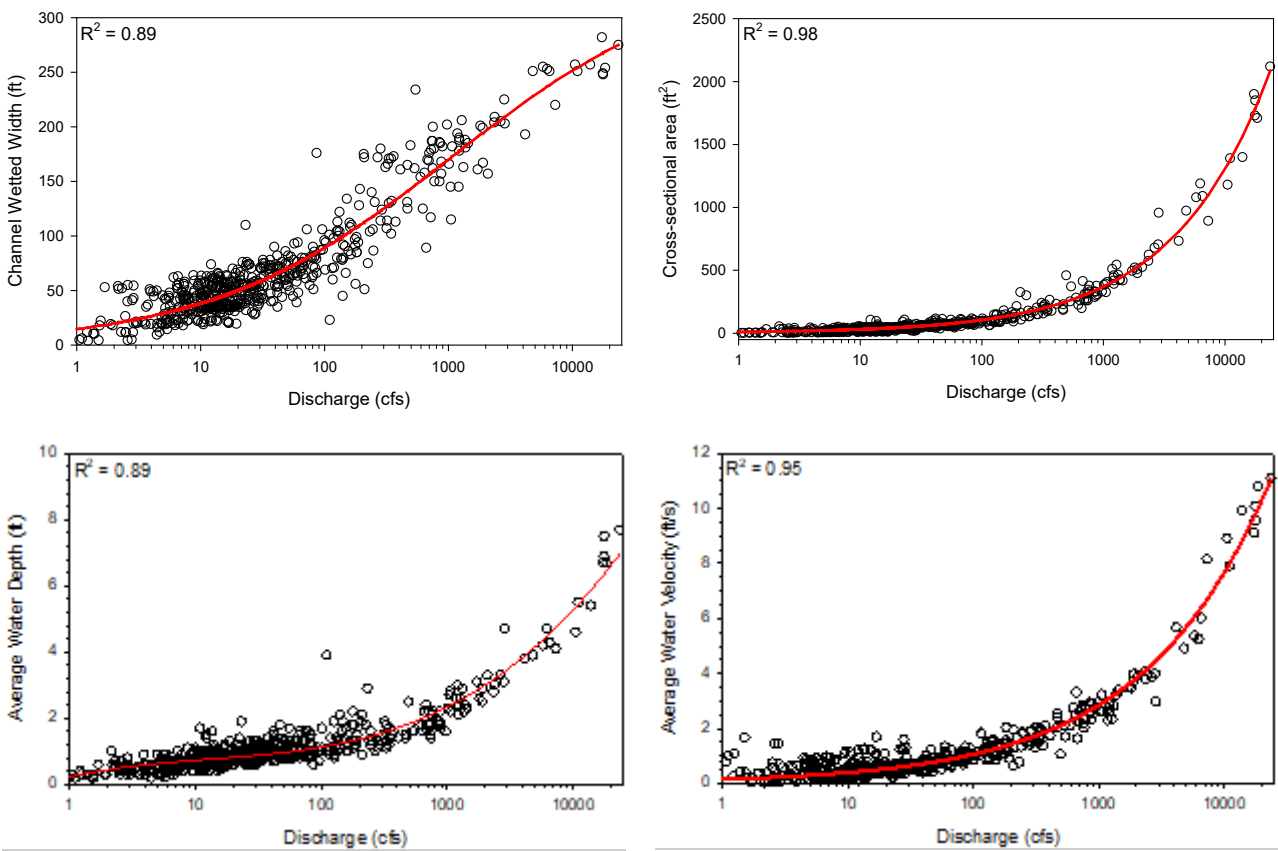 R² = 0.89
300
250
200
150
100
50
0
Channel Wetted Width (ft)
1 10 100 1000 10000
Discharge (cfs)
R² = 0.98
2500
2000
1500
1000
500
0
Cross-sectional area (ft²)
1 10 100 1000 10000
Discharge (cfs)
R² = 0.89
10
8
6
4
2
0
Average Water Depth (ft)
1 10 100 1000 10000
Discharge (cfs)
R² = 0.95
12
10
8
6
4
2
0
Average Water Velocity (ft/s)
1 10 100 1000 10000
Discharge (cfs)